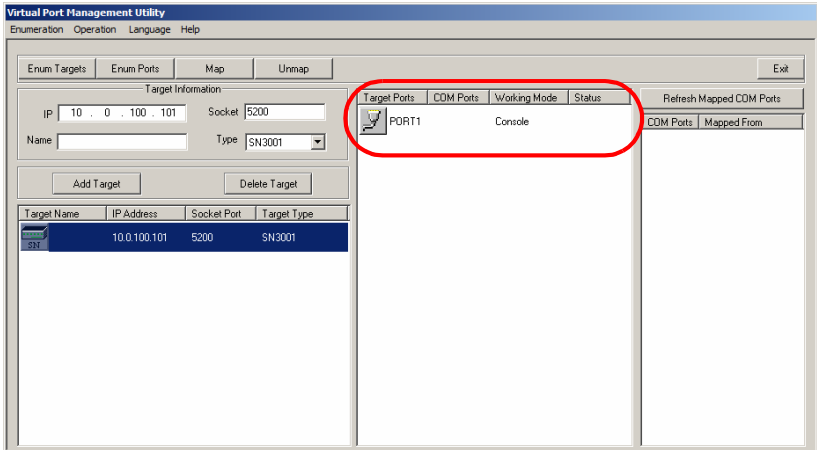 Virtual Port Management Utility
Enumeration Operation Language Help
Enum Targets Enum Ports Map Unmap Exit
Target Information
IP 10 . 0 . 100 . 101 Socket 5200
Name Type SN3001
Add Target Delete Target
Target Name IP Address Socket Port Target Type
SN 10.0.100.101 5200 SN3001
Target Ports COM Ports Working Mode Status
PORT1 Console
Refresh Mapped COM Ports
COM Ports Mapped From